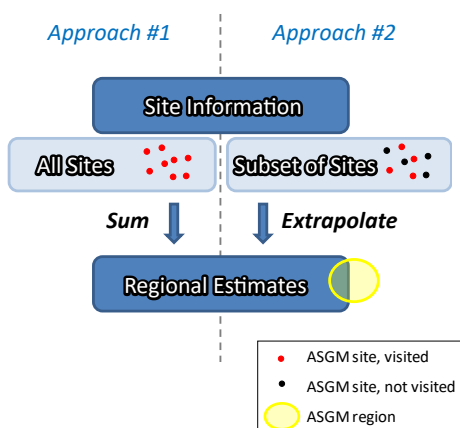 Approach #1
Approach #2
Site Information
All Sites
Subset of Sites
Sum
Extrapolate
Regional Estimates
ASGM site, visited
ASGM site, not visited
ASGM region